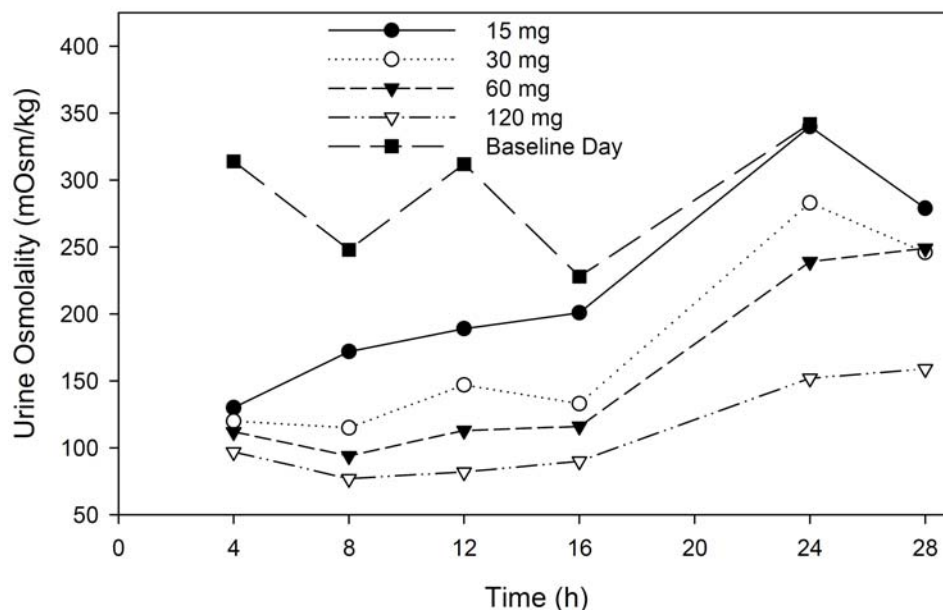 15 mg
30 mg
60 mg
120 mg
Baseline Day
Urine Osmolality (mOsm/kg)
400
350
300
250
200
150
100
50
0 4 8 12 16 20 24 28
Time (h)